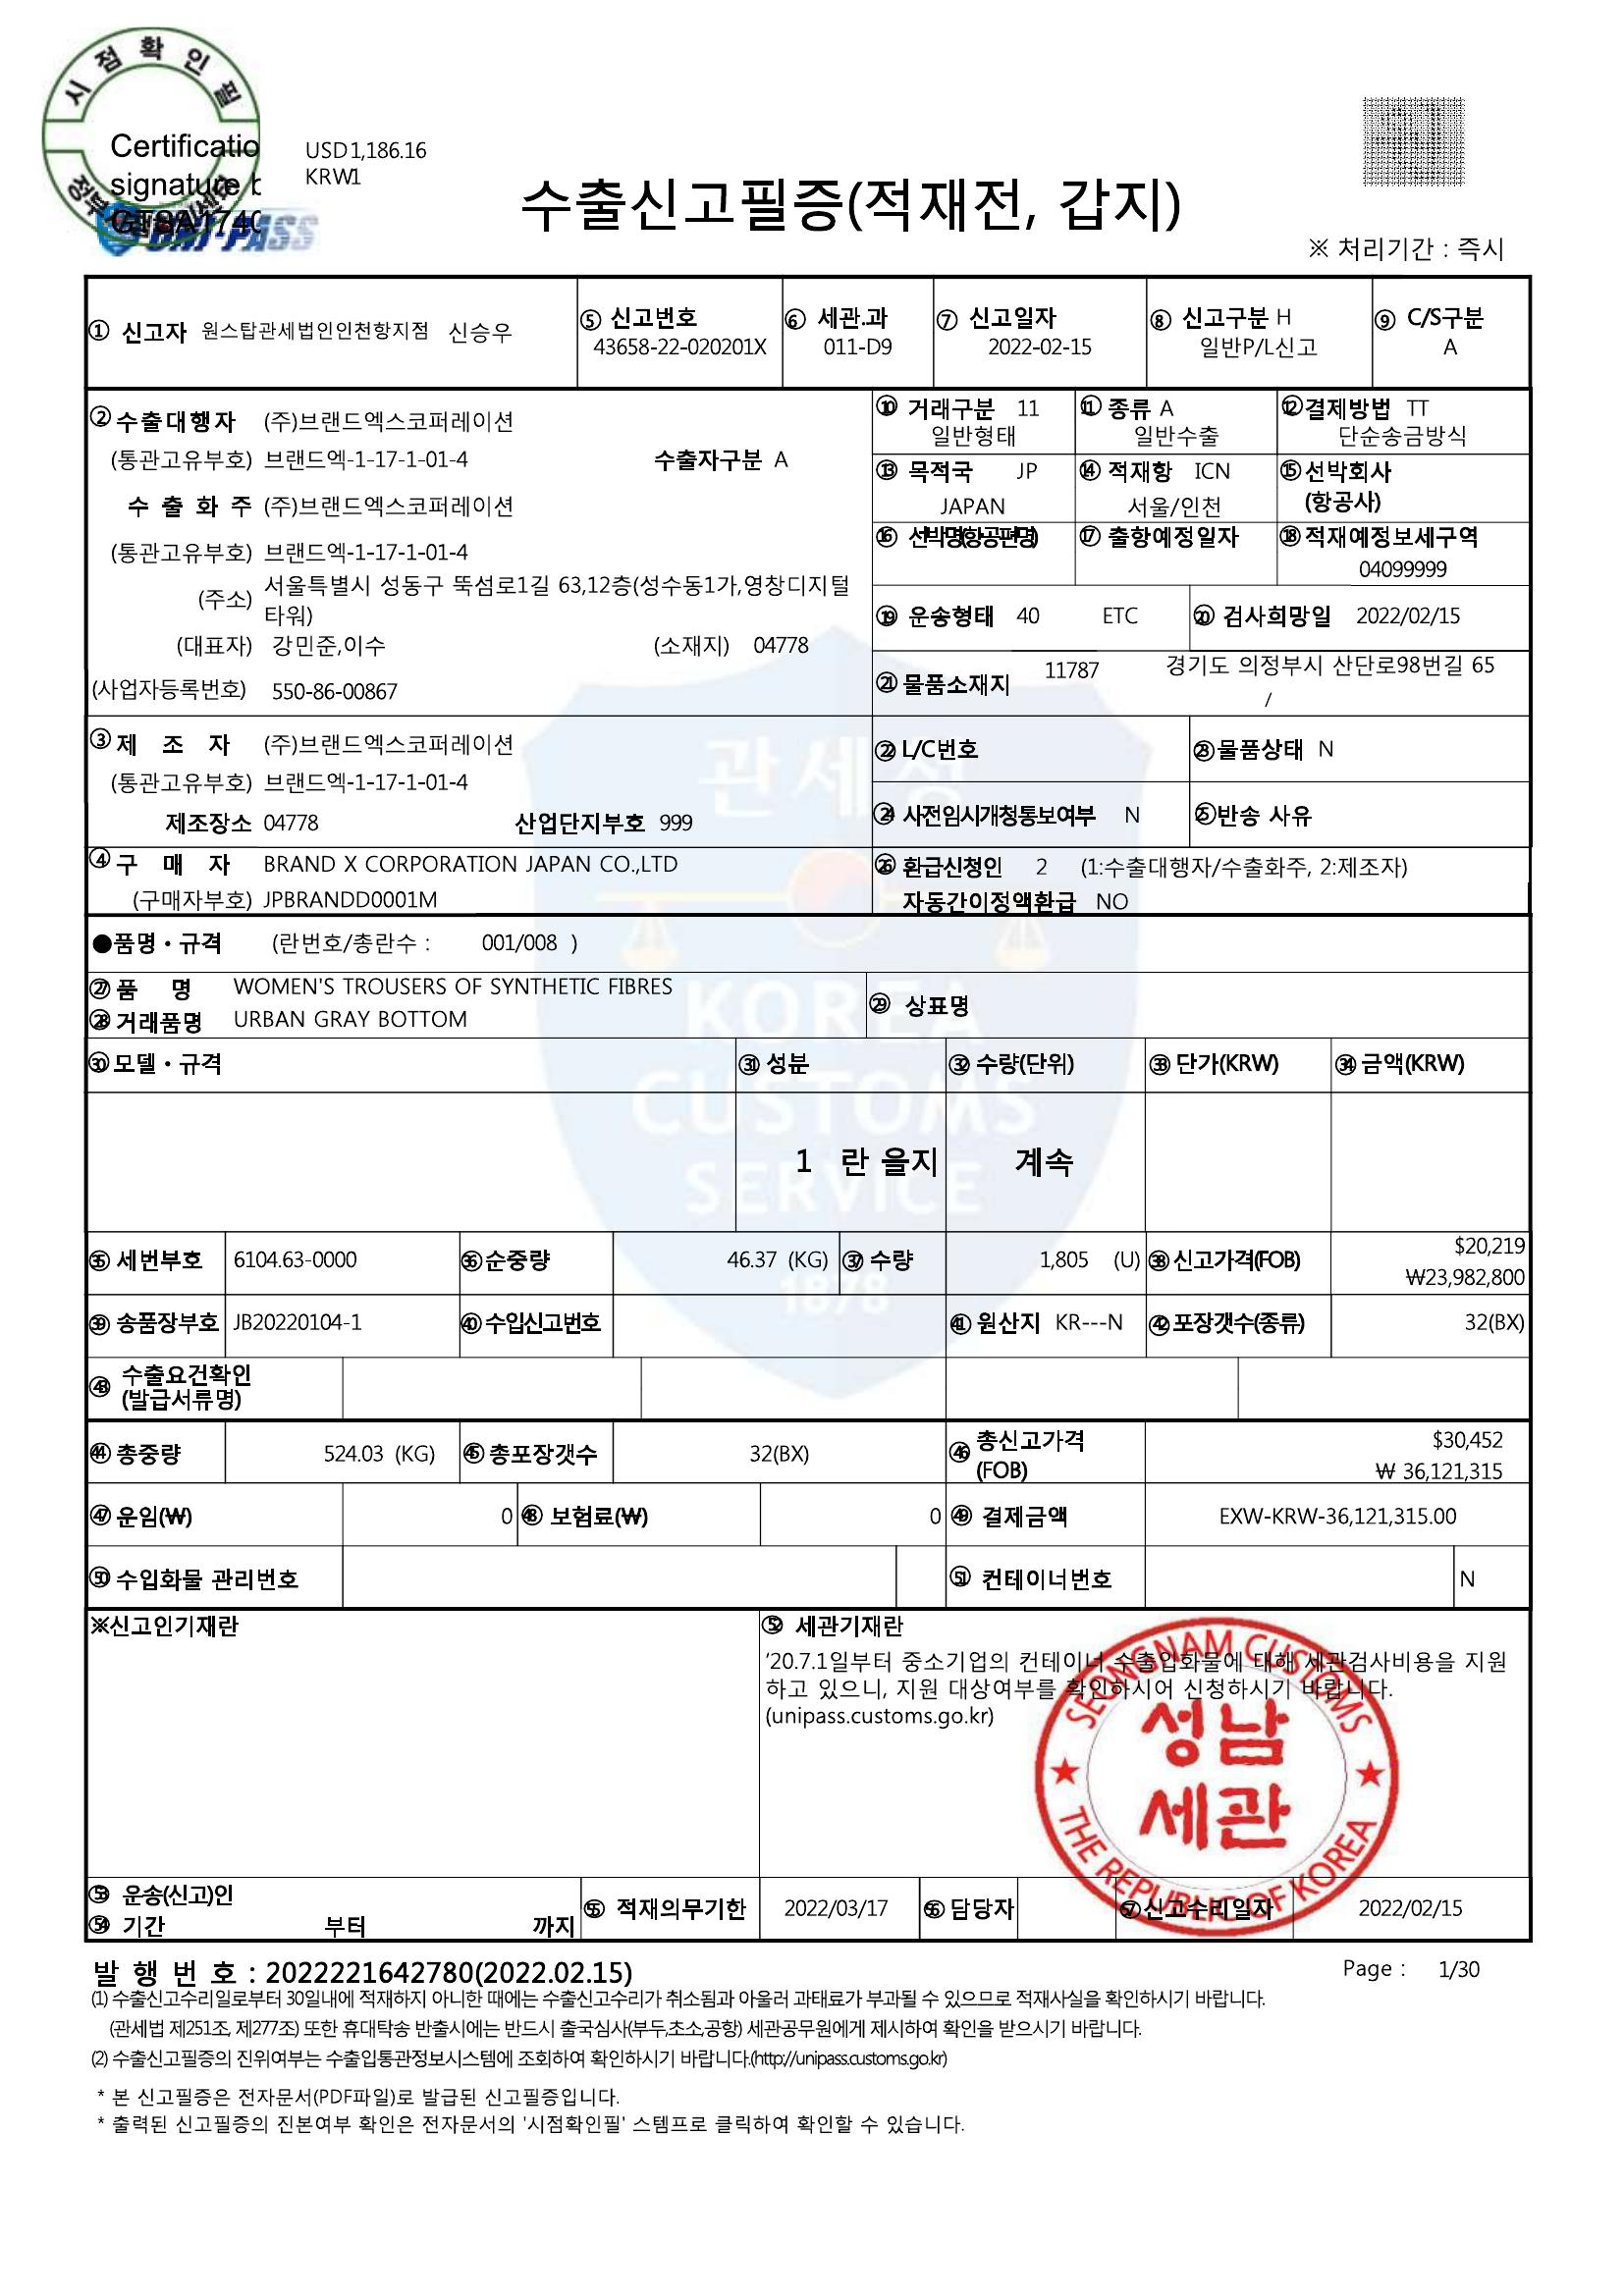 시점확인필
Certificatio
signature b
USD1,186.16
KRW1
UNI-PASS
수출신고필증(적재전, 갑지)
※ 처리기간 : 즉시
① 신고자 원스탑관세법인인천항지점 신승우
⑤ 신고번호 43658-22-020201X
⑥ 세관.과 011-D9
⑦ 신고일자 2022-02-15
⑧ 신고구분 H 일반P/L신고
⑨ C/S구분 A
② 수출대행자 (주)브랜드엑스코퍼레이션
(통관고유부호) 브랜드엑-1-17-1-01-4 수출자구분 A
수 출 화 주 (주)브랜드엑스코퍼레이션
(통관고유부호) 브랜드엑-1-17-1-01-4
(주소) 서울특별시 성동구 뚝섬로1길 63,12층(성수동1가,영창디지털
타워)
(대표자) 강민준,이수 (소재지) 04778
(사업자등록번호) 550-86-00867
⑩ 거래구분 11 일반형태
⑪ 종류 A 일반수출
⑫ 결제방법 TT 단순송금방식
⑬ 목적국 JP JAPAN
⑭ 적재항 ICN 서울/인천
⑮ 선박회사
(항공사)
⑯ 선박명(항공편명)
⑰ 출항예정일자
⑱ 적재예정보세구역
04099999
⑲ 운송형태 40 ETC
⑳ 검사희망일 2022/02/15
㉑ 물품소재지 11787 경기도 의정부시 산단로98번길 65
/
③ 제 조 자 (주)브랜드엑스코퍼레이션
(통관고유부호) 브랜드엑-1-17-1-01-4
제조장소 04778 산업단지부호 999
㉒ L/C번호
㉓ 물품상태 N
㉔ 사전임시개청통보여부 N
㉕ 반송 사유
④ 구 매 자 BRAND X CORPORATION JAPAN CO.,LTD
(구매자부호) JPBRANDD0001M
㉖ 환급신청인 2 (1:수출대행자/수출화주, 2:제조자)
자동간이정액환급 NO
●품명・규격 (란번호/총란수 : 001/008 )
㉗ 품 명 WOMEN'S TROUSERS OF SYNTHETIC FIBRES
㉘ 거래품명 URBAN GRAY BOTTOM
㉙ 상표명
㉚ 모델・규격 ㉛ 성분 ㉜ 수량(단위) ㉝ 단가(KRW) ㉞ 금액(KRW)
1 란 을지 계속
㉟ 세번부호 6104.63-0000 ㊱ 순중량 46.37 (KG) ㊲ 수량 1,805 (U) ㊳ 신고가격(FOB) $20,219
₩23,982,800
㊴ 송품장부호 JB20220104-1 ㊵ 수입신고번호 ㊶ 원산지 KR---N ㊷ 포장갯수(종류) 32(BX)
㊸ 수출요건확인
(발급서류명)
㊹ 총중량 524.03 (KG) ㊺ 총포장갯수 32(BX) ㊻ 총신고가격
(FOB) $30,452
₩ 36,121,315
㊼ 운임(₩) 0 ㊽ 보험료(₩) 0 ㊾ 결제금액 EXW-KRW-36,121,315.00
㊿ 수입화물 관리번호 51 컨테이너번호 N
※신고인기재란
52 세관기재란
'20.7.1일부터 중소기업의 컨테이너 수출입화물에 대해 세관검사비용을 지원
하고 있으니, 지원 대상여부를 확인하시어 신청하시기 바랍니다.
(unipass.customs.go.kr)
SEONGNAM CUSTOMS
성남
세관
THE REPUBLIC OF KOREA
53 운송(신고)인
54 기간 부터 까지
55 적재의무기한 2022/03/17
56 담당자
57 신고수리일자 2022/02/15
관세청
KOREA
CUSTOMS
SERVICE
1878
발 행 번 호 : 2022221642780(2022.02.15)
Page : 1/30
(1) 수출신고수리일로부터 30일내에 적재하지 아니한 때에는 수출신고수리가 취소됨과 아울러 과태료가 부과될 수 있으므로 적재사실을 확인하시기 바랍니다.
(관세법 제251조, 제277조) 또한 휴대탁송 반출시에는 반드시 출국심사(부두,초소,공항) 세관공무원에게 제시하여 확인을 받으시기 바랍니다.
(2) 수출신고필증의 진위여부는 수출입통관정보시스템에 조회하여 확인하시기 바랍니다.(http://unipass.customs.go.kr)
* 본 신고필증은 전자문서(PDF파일)로 발급된 신고필증입니다.
* 출력된 신고필증의 진본여부 확인은 전자문서의 '시점확인필' 스템프로 클릭하여 확인할 수 있습니다.